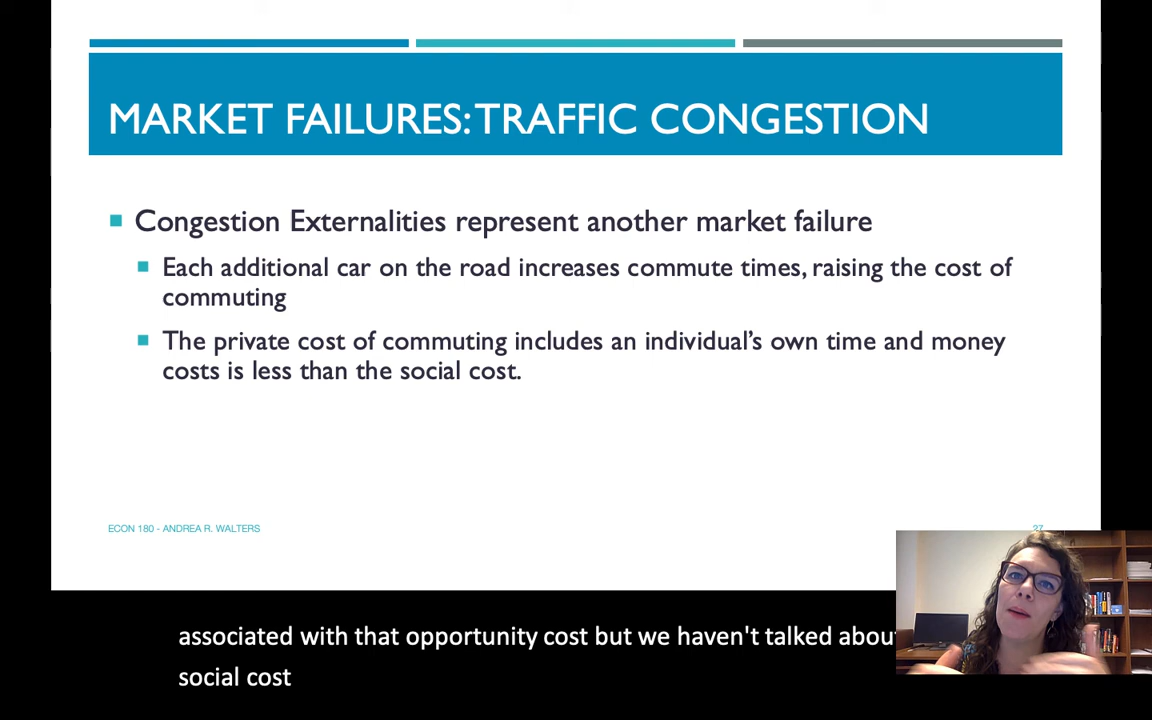 MARKET FAILURES: TRAFFIC CONGESTION
Congestion Externalities represent another market failure
Each additional car on the road increases commute times, raising the cost of
commuting
The private cost of commuting includes an individual's own time and money
costs is less than the social cost.
ECON 180 - ANDREA R. WALTERS
associated with that opportunity cost but we haven't talked
social cost